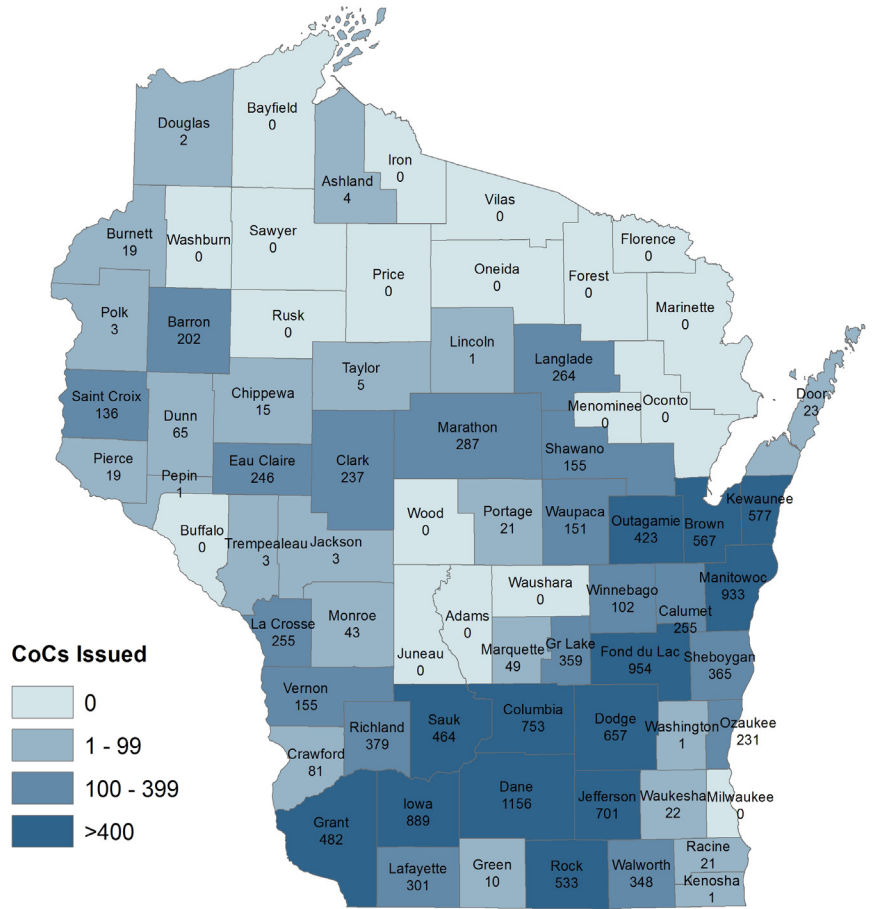 Douglas
2
Bayfield
0
Iron
0
Ashland
4
Vilas
0
Burnett
19
Washburn
0
Sawyer
0
Florence
0
Price
0
Oneida
0
Forest
0
Marinette
0
Polk
3
Barron
202
Rusk
0
Lincoln
1
Langlade
264
Taylor
5
Saint Croix
136
Dunn
65
Chippewa
15
Menominee
0
Oconto
0
Door
23
Marathon
287
Shawano
155
Pierce
19
Pepin
1
Eau Claire
246
Clark
237
Kewaunee
577
Buffalo
0
Trempealeau
3
Jackson
3
Wood
0
Portage
21
Waupaca
151
Outagamie
423
Brown
567
Manitowoc
933
Waushara
0
Winnebago
102
Calumet
255
La Crosse
255
Monroe
43
Juneau
0
Adams
0
Marquette
49
Gr Lake
359
Fond du Lac
954
Sheboygan
365
Vernon
155
Richland
379
Sauk
464
Columbia
753
Dodge
657
Washington
1
Ozaukee
231
Crawford
81
Dane
1156
Jefferson
701
Waukesha
22
Milwaukee
0
Grant
482
Iowa
889
Lafayette
301
Green
10
Rock
533
Walworth
348
Racine
21
Kenosha
1
CoCs Issued
0
1 - 99
100 - 399
>400